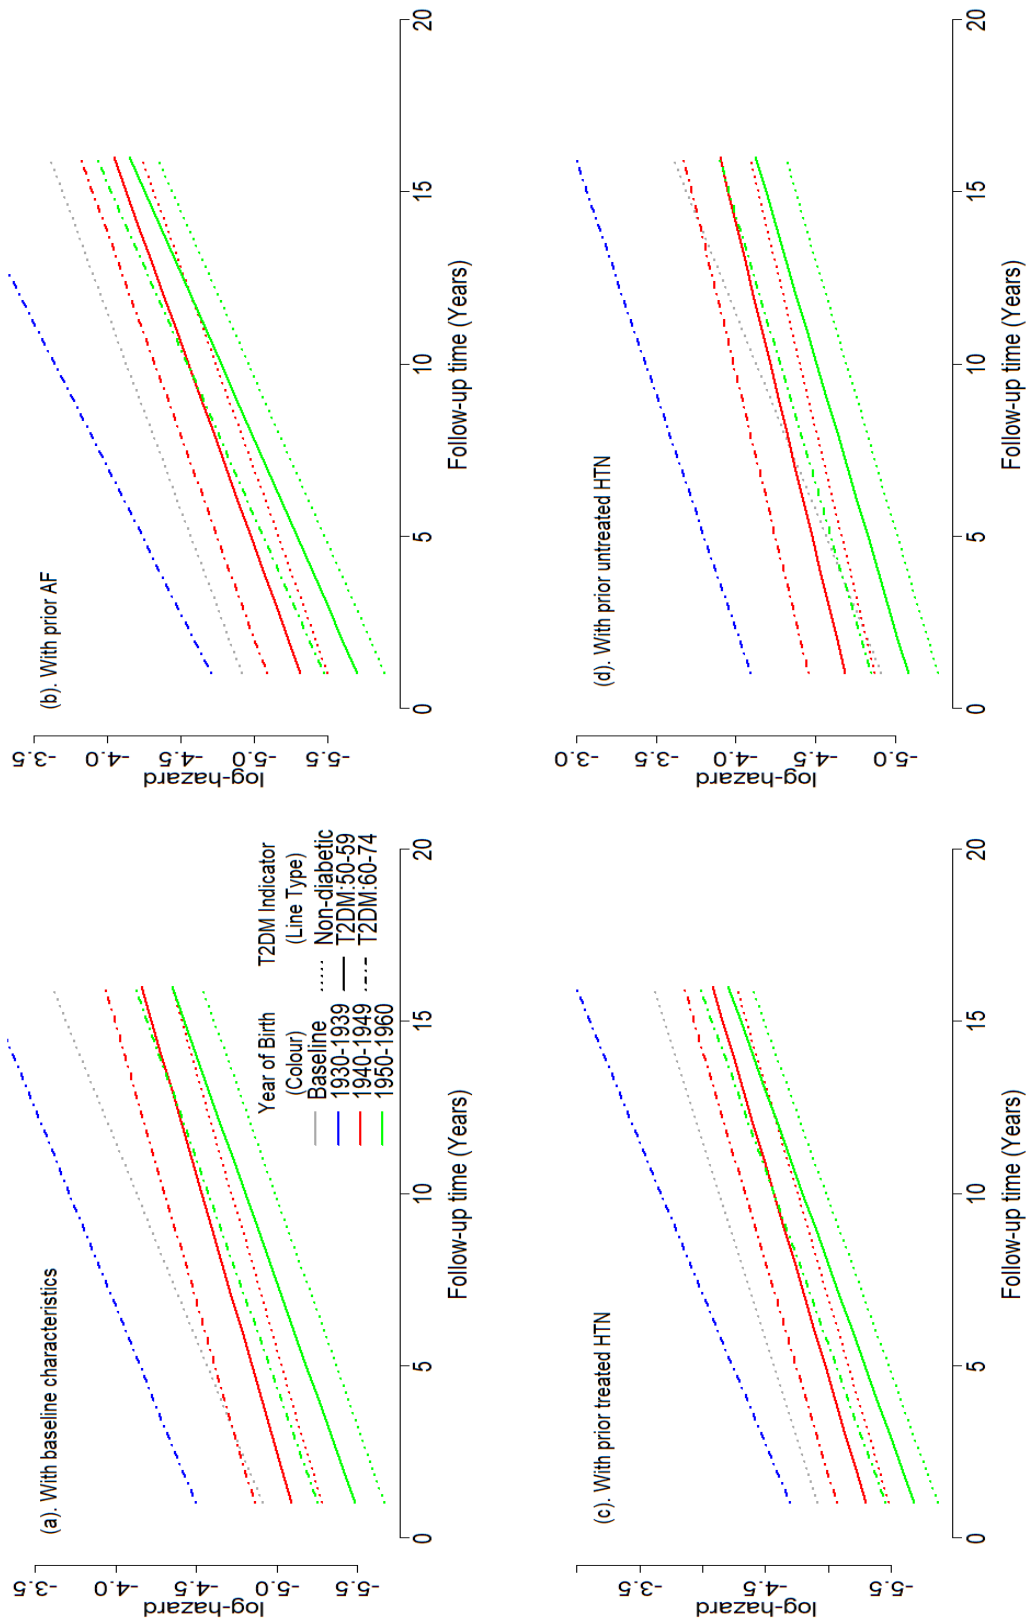 (a). With baseline characteristics
log-hazard
-3.5
-4.0
-4.5
-5.0
-5.5
0
5
10
15
20
Follow-up time (Years)
Year of Birth
(Colour)
Baseline
1930-1939
1940-1949
1950-1960
T2DM Indicator
(Line Type)
Non-diabetic
T2DM:50-59
T2DM:60-74
(b). With prior AF
log-hazard
-3.5
-4.0
-4.5
-5.0
-5.5
0
5
10
15
20
Follow-up time (Years)
(c). With prior treated HTN
log-hazard
-3.5
-4.5
-5.5
0
5
10
15
20
Follow-up time (Years)
(d). With prior untreated HTN
log-hazard
-3.0
-3.5
-4.0
-4.5
-5.0
0
5
10
15
20
Follow-up time (Years)